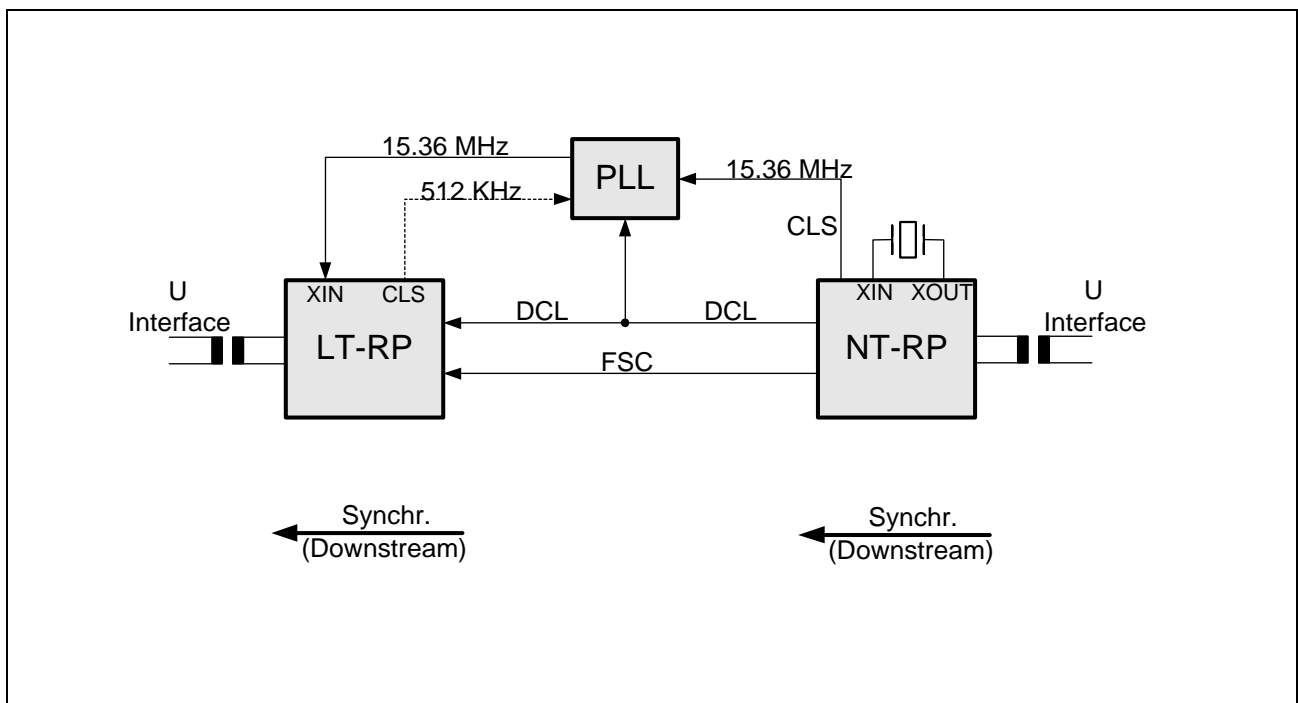 15.36 MHz
PLL
15.36 MHz
512 KHz
CLS
U
Interface
XIN CLS
LT-RP
DCL
DCL
FSC
XIN XOUT
NT-RP
U
Interface
Synchr.
(Downstream)
Synchr.
(Downstream)